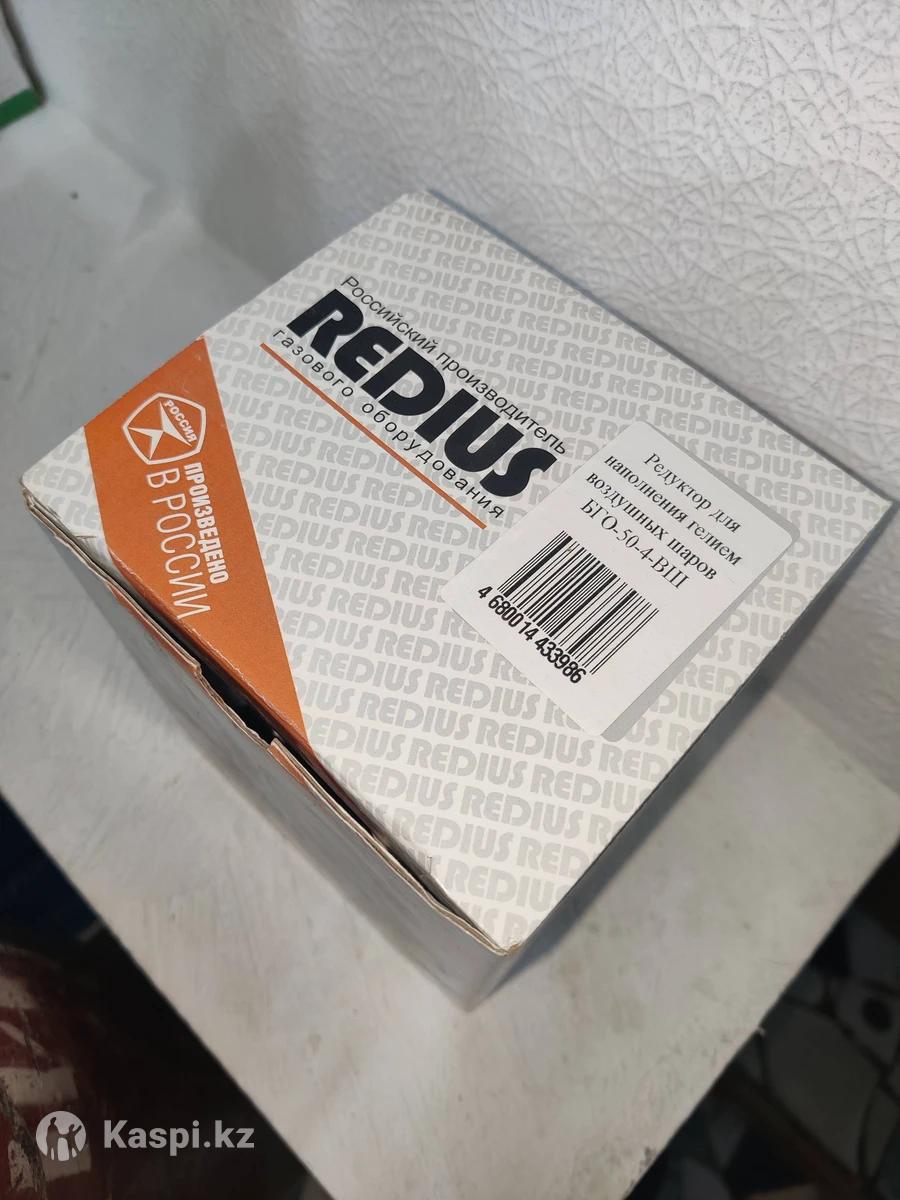 Российский производитель
REDIUS
газового оборудования
РОССИЯ
ПРОИЗВЕДЕНО
В РОССИИ
Редуктор для
наполнения гелием
воздушных шаров
БГО-50-4-ВШ
4 680014 433986
Kaspi.kz